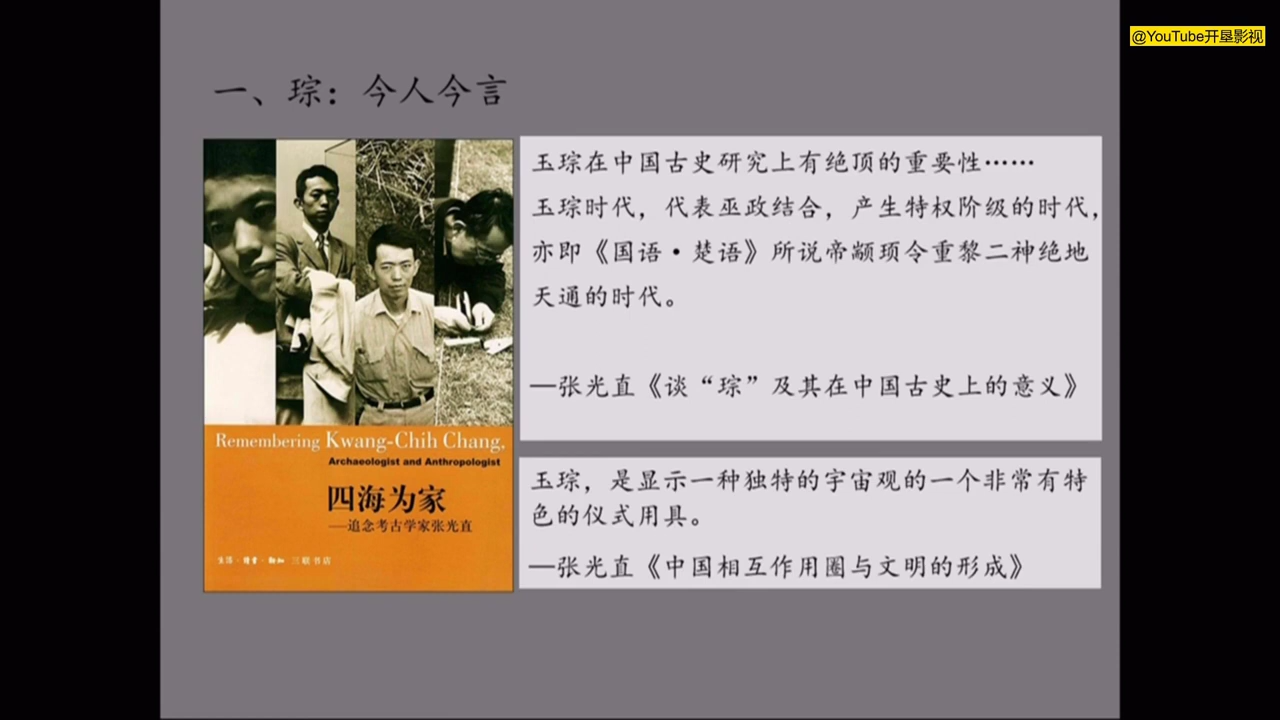 @YouTube开垦影视
一、琮：今人今言
玉琮在中国古史研究上有绝顶的重要性……
玉琮时代，代表巫政结合，产生特权阶级的时代，
亦即《国语·楚语》所说帝颛顼令重黎二神绝地
天通的时代。
—张光直《谈“琮”及其在中国古史上的意义》
玉琮，是显示一种独特的宇宙观的一个非常有特
色的仪式用具。
—张光直《中国相互作用圈与文明的形成》
Remembering Kwang-Chih Chang,
Archaeologist and Anthropologist
四海为家
——追念考古学家张光直
生活·读书·新知 三联书店